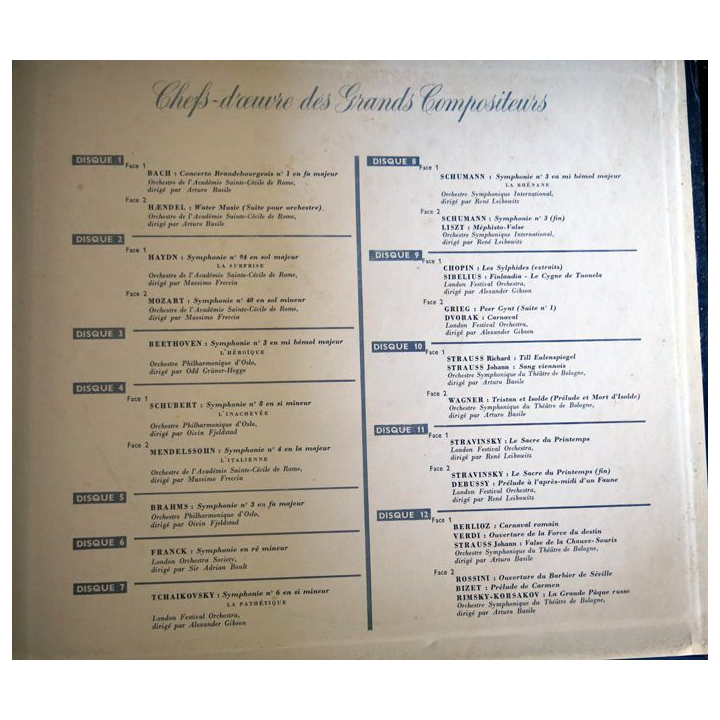 Chefs-d'œuvre des Grands Compositeurs
DISQUE 1
Face 1
BACH : Concerto Brandebourgeois n° 1 en fa majeur
Orchestre de l'Académie Sainte-Cécile de Rome,
dirigé par Arturo Basile
Face 2
HÆNDEL : Water Music (Suite pour orchestre).
Orchestre de l'Académie Sainte-Cécile de Rome,
dirigé par Arturo Basile
DISQUE 2
Face 1
HAYDN : Symphonie n° 94 en sol majeur
LA SURPRISE
Orchestre de l'Académie Sainte-Cécile de Rome,
dirigé par Massimo Freccia
Face 2
MOZART : Symphonie n° 40 en sol mineur
Orchestre de l'Académie Sainte-Cécile de Rome,
dirigé par Massimo Freccia
DISQUE 3
BEETHOVEN : Symphonie n° 3 en mi bémol majeur
L'HÉROÏQUE
Orchestre Philharmonique d'Oslo,
dirigé par Odd Grüner-Hegge
DISQUE 4
Face 1
SCHUBERT : Symphonie n° 8 en si mineur
L'INACHEVÉE
Orchestre Philharmonique d'Oslo,
dirigé par Oivin Fjeldstad
Face 2
MENDELSSOHN : Symphonie n° 4 en la majeur
L'ITALIENNE
Orchestre de l'Académie Sainte-Cécile de Rome,
dirigé par Massimo Freccia
DISQUE 5
BRAHMS : Symphonie n° 3 en fa majeur
Orchestre Philharmonique d'Oslo,
dirigé par Oivin Fjeldstad
DISQUE 6
FRANCK : Symphonie en ré mineur
London Orchestra Society,
dirigé par Sir Adrian Boult
DISQUE 7
TCHAIKOVSKY : Symphonie n° 6 en si mineur
LA PATHÉTIQUE
London Festival Orchestra,
dirigé par Alexander Gibson
DISQUE 8
Face 1
SCHUMANN : Symphonie n° 3 en mi bémol majeur
LA RHÉNANE
Orchestre Symphonique International,
dirigé par René Leibowitz
Face 2
SCHUMANN : Symphonie n° 3 (fin)
LISZT : Méphisto-Valse
Orchestre Symphonique International,
dirigé par René Leibowitz
DISQUE 9
Face 1
CHOPIN : Les Sylphides (extraits)
SIBELIUS : Finlandia - Le Cygne de Tuonela
London Festival Orchestra,
dirigé par Alexander Gibson
Face 2
GRIEG : Peer Gynt (Suite n° 1)
DVORAK : Carnaval
London Festival Orchestra,
dirigé par Alexander Gibson
DISQUE 10
Face 1
STRAUSS Richard : Till Eulenspiegel
STRAUSS Johann : Sang viennois
Orchestre Symphonique du Théâtre de Bologne,
dirigé par Arturo Basile
Face 2
WAGNER : Tristan et Isolde (Prélude et Mort d'Isolde)
Orchestre Symphonique du Théâtre de Bologne,
dirigé par Arturo Basile
DISQUE 11
Face 1
STRAVINSKY : Le Sacre du Printemps
London Festival Orchestra,
dirigé par René Leibowitz
Face 2
STRAVINSKY : Le Sacre du Printemps (fin)
DEBUSSY : Prélude à l'après-midi d'un Faune
London Festival Orchestra,
dirigé par René Leibowitz
DISQUE 12
Face 1
BERLIOZ : Carnaval romain
VERDI : Ouverture de la Force du destin
STRAUSS Johann : Valse de la Chauve-Souris
Orchestre Symphonique du Théâtre de Bologne,
dirigé par Arturo Basile
Face 2
ROSSINI : Ouverture du Barbier de Séville
BIZET : Prélude de Carmen
RIMSKY-KORSAKOV : La Grande Pâque russe
Orchestre Symphonique du Théâtre de Bologne,
dirigé par Arturo Basile